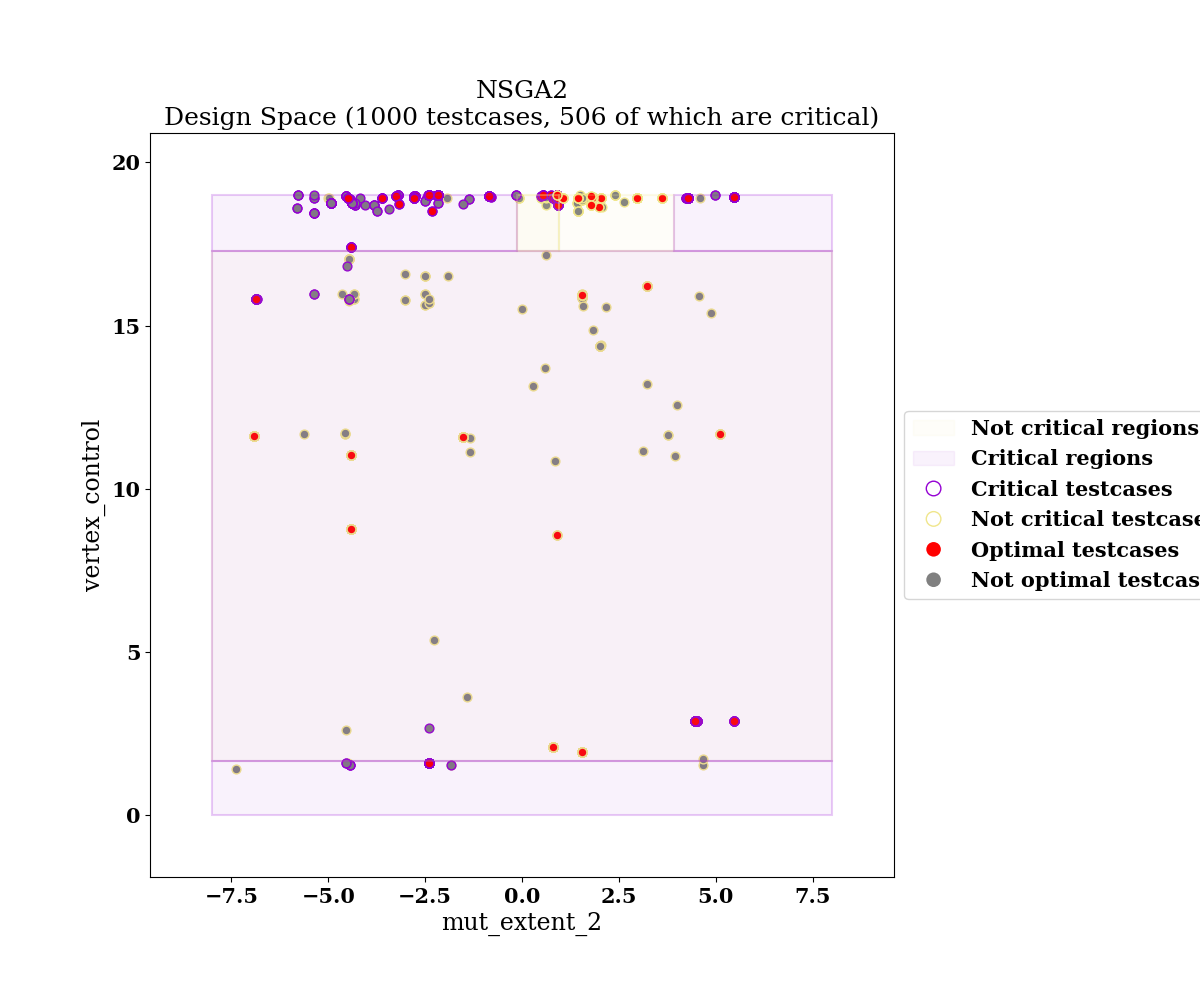 NSGA2
Design Space (1000 testcases, 506 of which are critical)
20
15
10
5
0
vertex_control
−7.5
−5.0
−2.5
0.0
2.5
5.0
7.5
mut_extent_2
Not critical regions
Critical regions
Critical testcases
Not critical testcase
Optimal testcases
Not optimal testcas